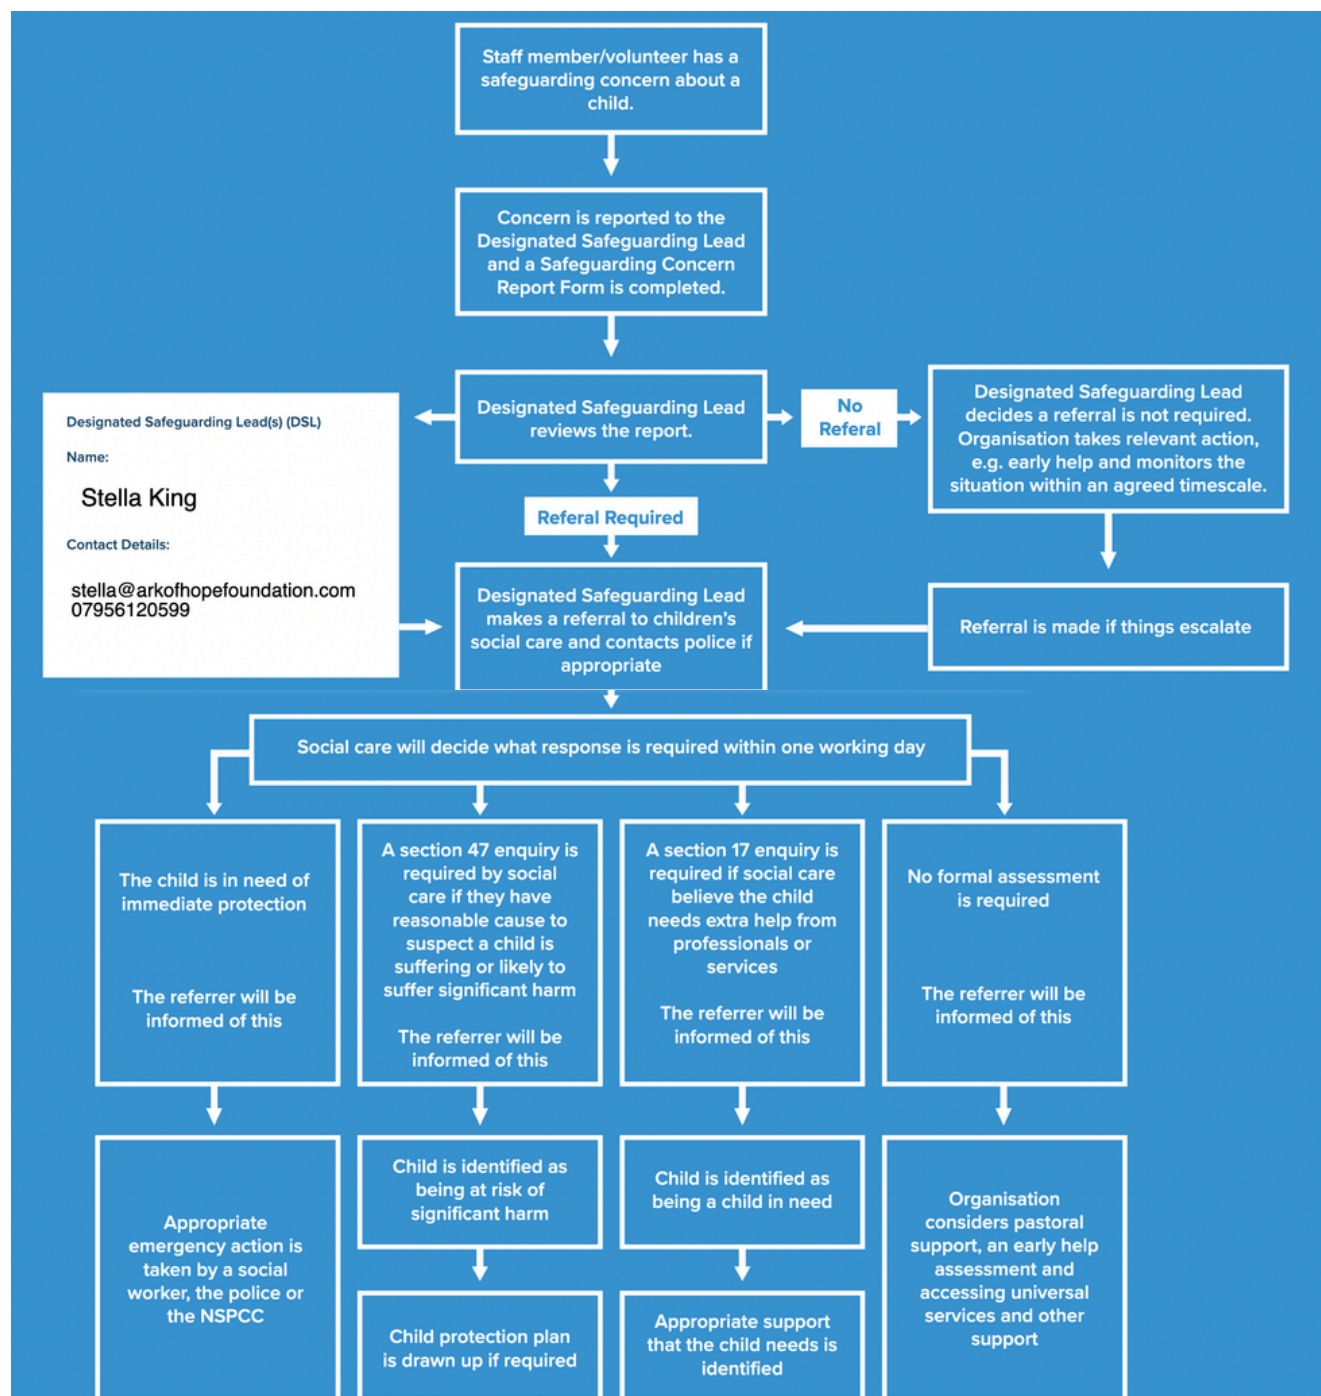 Staff member/volunteer has a
safeguarding concern about a
child.
Concern is reported to the
Designated Safeguarding Lead
and a Safeguarding Concern
Report Form is completed.
Designated Safeguarding Lead
reviews the report.
No
Referal
Designated Safeguarding Lead
decides a referral is not required.
Organisation takes relevant action,
e.g. early help and monitors the
situation within an agreed timescale.
Designated Safeguarding Lead(s) (DSL)
Name:
Stella King
Contact Details:
stella@arkofhopefoundation.com
07956120599
Referal Required
Designated Safeguarding Lead
makes a referral to children's
social care and contacts police if
appropriate
Referral is made if things escalate
Social care will decide what response is required within one working day
The child is in need of
immediate protection
The referrer will be
informed of this
A section 47 enquiry is
required by social
care if they have
reasonable cause to
suspect a child is
suffering or likely to
suffer significant harm
The referrer will be
informed of this
A section 17 enquiry is
required if social care
believe the child
needs extra help from
professionals or
services
The referrer will be
informed of this
No formal assessment
is required
The referrer will be
informed of this
Appropriate
emergency action is
taken by a social
worker, the police or
the NSPCC
Child is identified as
being at risk of
significant harm
Child protection plan
is drawn up if required
Child is identified as
being a child in need
Appropriate support
that the child needs is
identified
Organisation
considers pastoral
support, an early help
assessment and
accessing universal
services and other
support